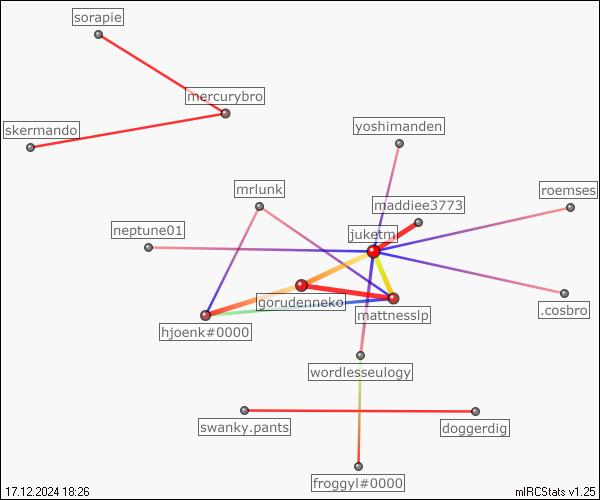 sorapie
mercurybro
skermando
yoshimanden
mrlunk
roemses
maddiee3773
neptune01
juketm
gorudenneko
.cosbro
mattnesslp
hjoenk#0000
wordlesseulogy
swanky.pants
doggerdig
froggyl#0000
17.12.2024 18:26
mIRCStats v1.25